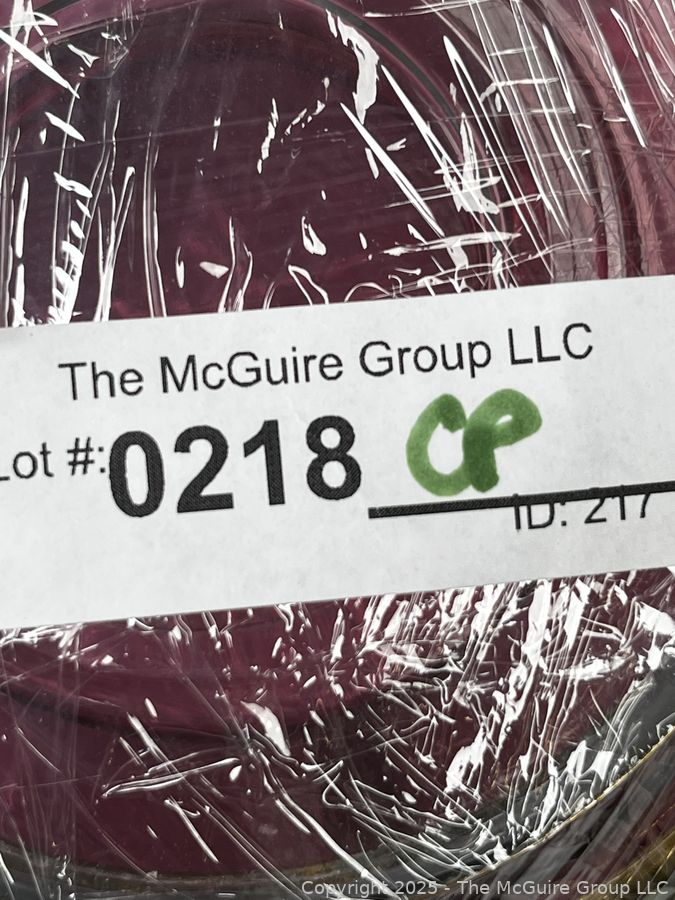 The McGuire Group LLC
Lot #: 0218 CP
ID: 217
Copyright 2025 - The McGuire Group LLC